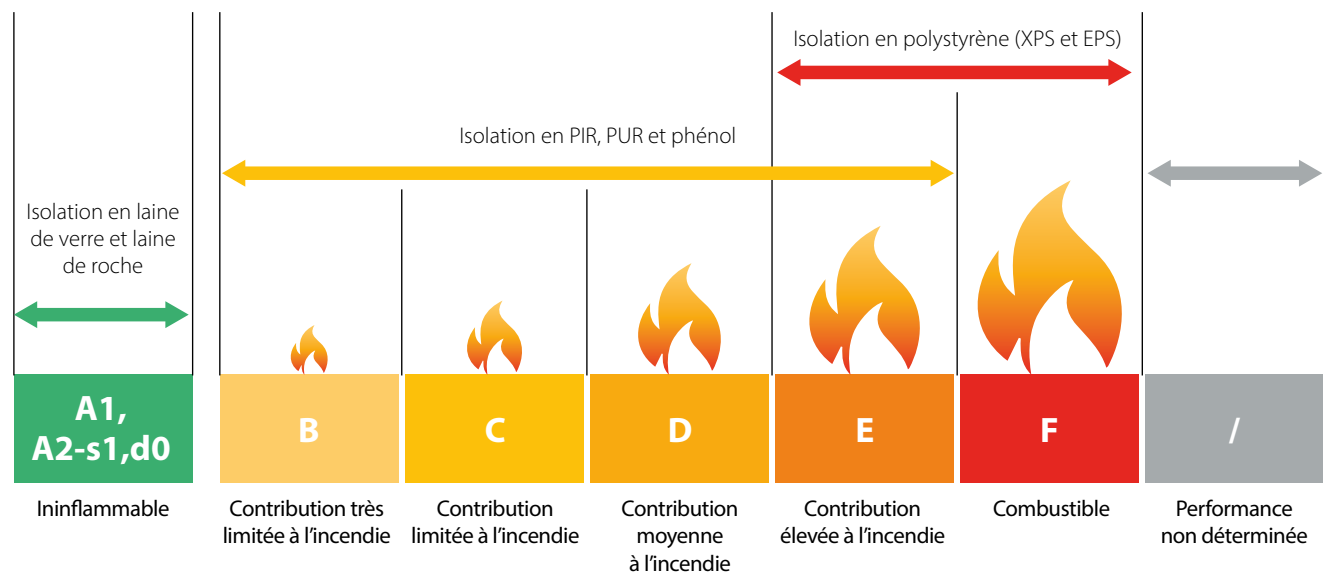 Isolation en polystyrène (XPS et EPS)
Isolation en PIR, PUR et phénol
Isolation en laine
de verre et laine
de roche
A1,
A2-s1,d0
B
C
D
E
F
/
Ininflammable
Contribution très
limitée à l’incendie
Contribution
limitée à l’incendie
Contribution
moyenne
à l’incendie
Contribution
élevée à l’incendie
Combustible
Performance
non déterminée